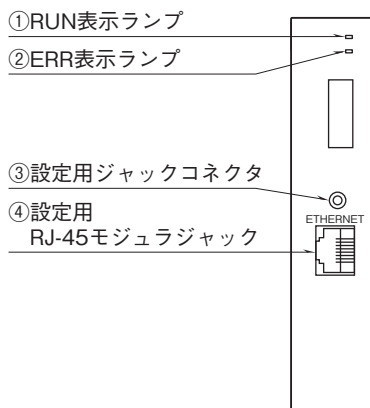 ①RUN表示ランプ
②ERR表示ランプ
③設定用ジャックコネクタ
④設定用
RJ-45モジュラジャック
ETHERNET